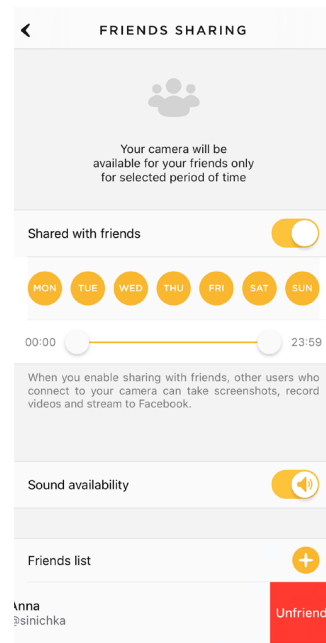 FRIENDS SHARING
Your camera will be
available for your friends only
for selected period of time
Shared with friends
MON TUE WED THU FRI SAT SUN
00:00 23:59
When you enable sharing with friends, other users who
connect to your camera can take screenshots, record
videos and stream to Facebook.
Sound availability
Friends list
Anna
@sinichka
Unfriend